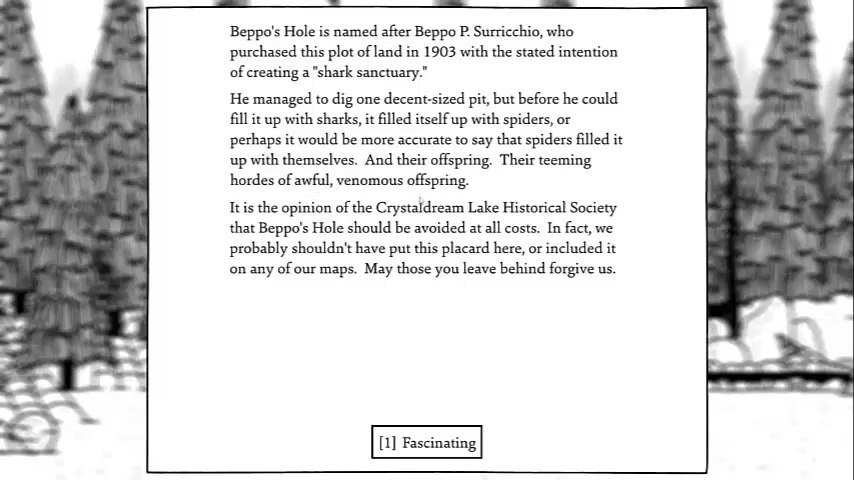 Beppo's Hole is named after Beppo P. Surricchio, who
purchased this plot of land in 1903 with the stated intention
of creating a "shark sanctuary."
He managed to dig one decent-sized pit, but before he could
fill it up with sharks, it filled itself up with spiders, or
perhaps it would be more accurate to say that spiders filled it
up with themselves.  And their offspring.  Their teeming
hordes of awful, venomous offspring.
It is the opinion of the Crystaldream Lake Historical Society
that Beppo's Hole should be avoided at all costs.  In fact, we
probably shouldn't have put this placard here, or included it
on any of our maps.  May those you leave behind forgive us.
[1] Fascinating